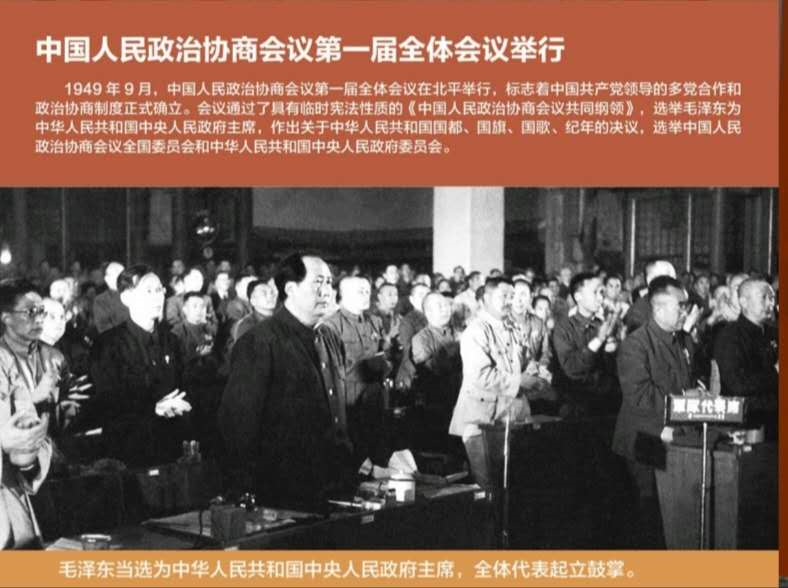 中国人民政治协商会议第一届全体会议举行
1949年9月，中国人民政治协商会议第一届全体会议在北平举行，标志着中国共产党领导的多党合作和
政治协商制度正式确立。会议通过了具有临时宪法性质的《中国人民政治协商会议共同纲领》，选举毛泽东为
中华人民共和国中央人民政府主席，作出关于中华人民共和国国都、国旗、国歌、纪年的决议，选举中国人民
政治协商会议全国委员会和中华人民共和国中央人民政府委员会。
代表席
毛泽东当选为中华人民共和国中央人民政府主席，全体代表起立鼓掌。